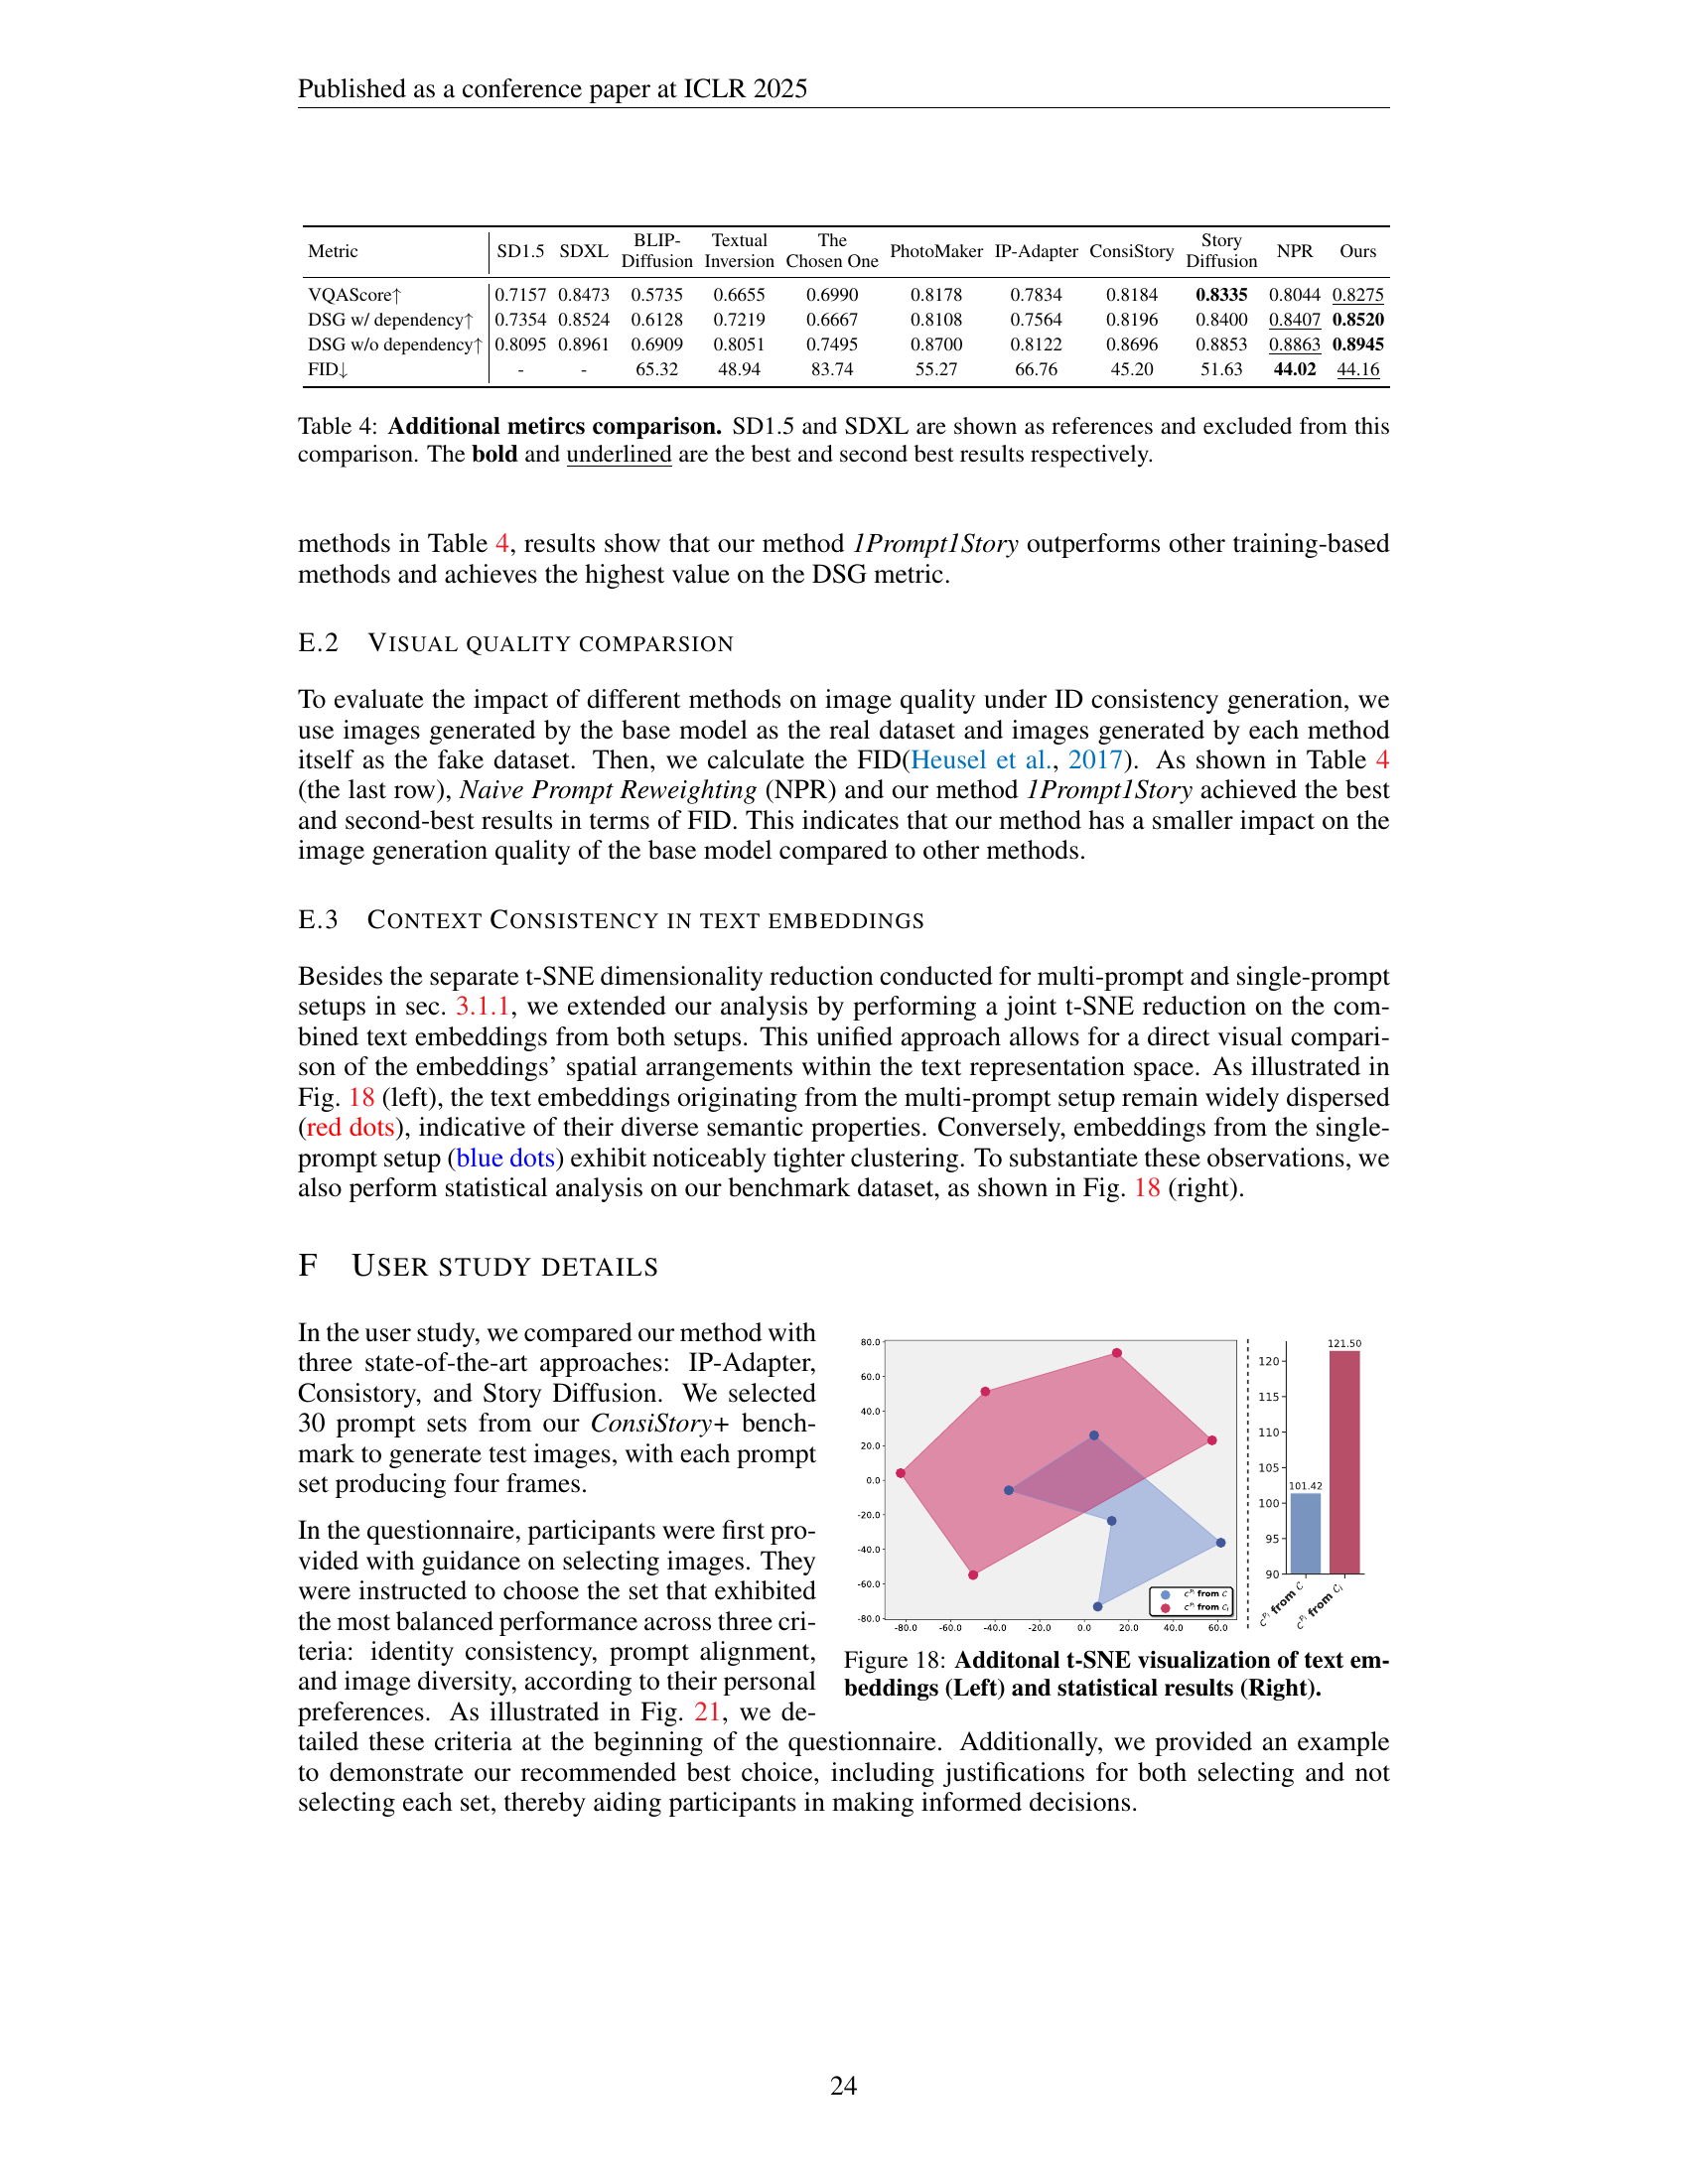 Published as a conference paper at ICLR 2025
Metric SD1.5 SDXL BLIP-Diffusion Textual Inversion The Chosen One PhotoMaker IP-Adapter ConsiStory Story Diffusion NPR Ours
VQAScore↑ 0.7157 0.8473 0.5735 0.6655 0.6990 0.8178 0.7834 0.8184 0.8335 0.8044 0.8275
DSG w/ dependency↑ 0.7354 0.8524 0.6128 0.7219 0.6667 0.8108 0.7564 0.8196 0.8400 0.8407 0.8520
DSG w/o dependency↑ 0.8095 0.8961 0.6909 0.8051 0.7495 0.8700 0.8122 0.8696 0.8853 0.8863 0.8945
FID↓ - - 65.32 48.94 83.74 55.27 66.76 45.20 51.63 44.02 44.16
Table 4: Additional metircs comparison. SD1.5 and SDXL are shown as references and excluded from this
comparison. The bold and underlined are the best and second best results respectively.
methods in Table 4, results show that our method 1Prompt1Story outperforms other training-based
methods and achieves the highest value on the DSG metric.
E.2 VISUAL QUALITY COMPARSION
To evaluate the impact of different methods on image quality under ID consistency generation, we
use images generated by the base model as the real dataset and images generated by each method
itself as the fake dataset. Then, we calculate the FID(Heusel et al., 2017). As shown in Table 4
(the last row), Naive Prompt Reweighting (NPR) and our method 1Prompt1Story achieved the best
and second-best results in terms of FID. This indicates that our method has a smaller impact on the
image generation quality of the base model compared to other methods.
E.3 CONTEXT CONSISTENCY IN TEXT EMBEDDINGS
Besides the separate t-SNE dimensionality reduction conducted for multi-prompt and single-prompt
setups in sec. 3.1.1, we extended our analysis by performing a joint t-SNE reduction on the com-
bined text embeddings from both setups. This unified approach allows for a direct visual compari-
son of the embeddings' spatial arrangements within the text representation space. As illustrated in
Fig. 18 (left), the text embeddings originating from the multi-prompt setup remain widely dispersed
(red dots), indicative of their diverse semantic properties. Conversely, embeddings from the single-
prompt setup (blue dots) exhibit noticeably tighter clustering. To substantiate these observations, we
also perform statistical analysis on our benchmark dataset, as shown in Fig. 18 (right).
F USER STUDY DETAILS
In the user study, we compared our method with
three state-of-the-art approaches: IP-Adapter,
Consistory, and Story Diffusion. We selected
30 prompt sets from our ConsiStory+ bench-
mark to generate test images, with each prompt
set producing four frames.
In the questionnaire, participants were first pro-
vided with guidance on selecting images. They
were instructed to choose the set that exhibited
the most balanced performance across three cri-
teria: identity consistency, prompt alignment,
and image diversity, according to their personal
preferences. As illustrated in Fig. 21, we de-
tailed these criteria at the beginning of the questionnaire. Additionally, we provided an example
to demonstrate our recommended best choice, including justifications for both selecting and not
selecting each set, thereby aiding participants in making informed decisions.
80.0
60.0
40.0
20.0
0.0
-20.0
-40.0
-60.0
-80.0
-80.0 -60.0 -40.0 -20.0 0.0 20.0 40.0 60.0
c^Pi from C
c^Pi from Ci
120
115
110
105
100
95
90
121.50
101.42
c^Pi from C
c^Pi from Ci
Figure 18: Additonal t-SNE visualization of text em-
beddings (Left) and statistical results (Right).
24